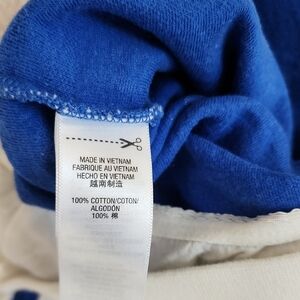 MADE IN VIETNAM
FABRIQUE AU VIETNAM
HECHO EN VIETNAM
越南制造
100% COTTON/COTON/
ALGODÓN
100% 棉